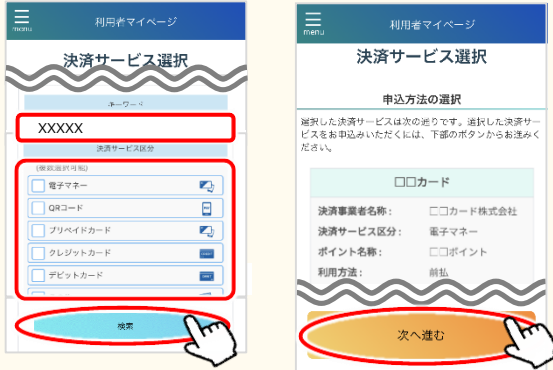 利用者マイページ
menu
決済サービス選択
キーワード
XXXXX
決済サービス区分
(複数選択可能)
電子マネー
QRコード
プリペイドカード
クレジットカード
デビットカード
検索
利用者マイページ
menu
決済サービス選択
申込方法の選択
選択した決済サービスは次の通りです。選択した決済サー
ビスをお申込みいただくには、下部のボタンからお進みく
ださい。
□□カード
決済事業者名称： □□カード株式会社
決済サービス区分： 電子マネー
ポイント名称： □□ポイント
利用方法： 前払
次へ進む